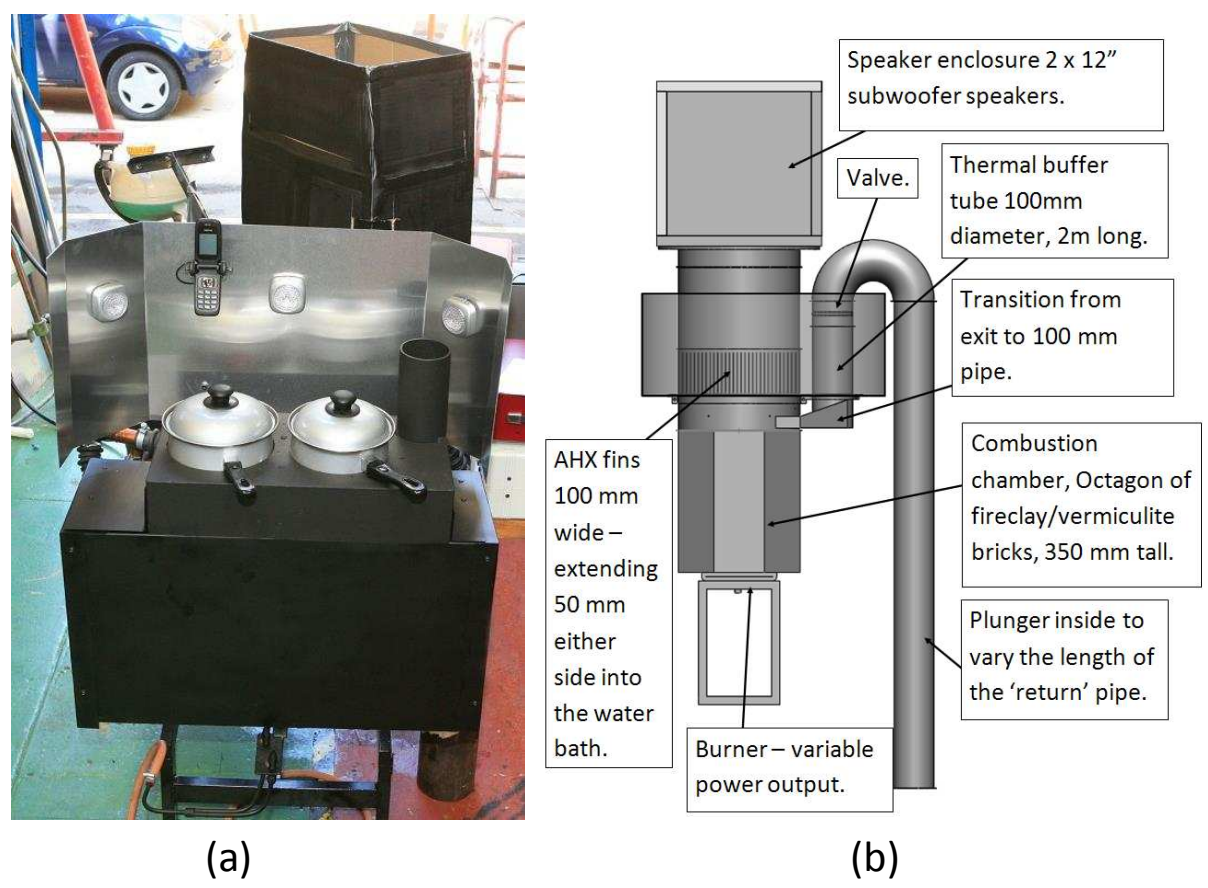 Speaker enclosure 2 x 12”
subwoofer speakers.
Valve.
Thermal buffer
tube 100mm
diameter, 2m long.
Transition from
exit to 100 mm
pipe.
AHX fins
100 mm
wide –
extending
50 mm
either
side into
the water
bath.
Combustion
chamber, Octagon of
fireclay/vermiculite
bricks, 350 mm tall.
Plunger inside to
vary the length of
the ‘return’ pipe.
Burner – variable
power output.
(a)
(b)